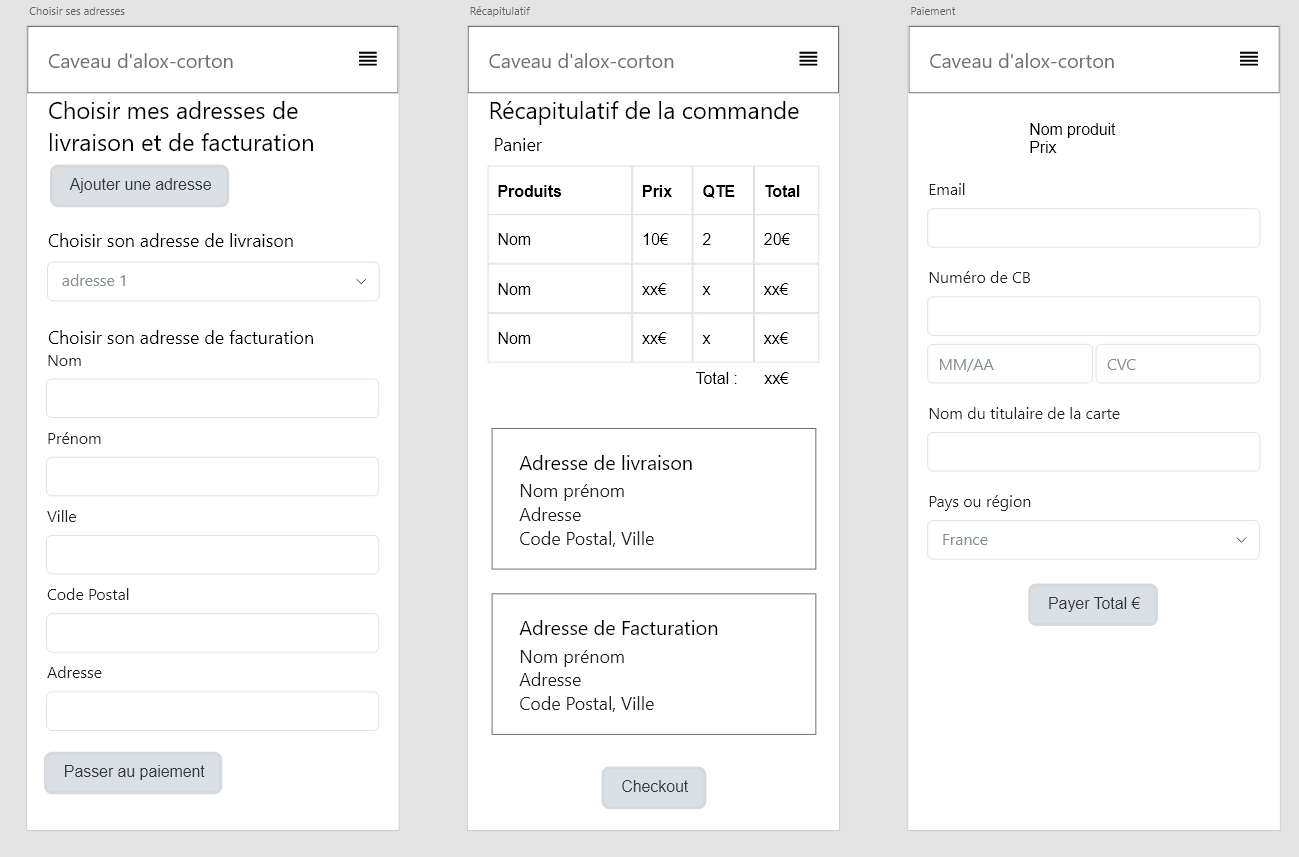 Choisir ses adresses
Caveau d'alox-corton
Choisir mes adresses de
livraison et de facturation
Ajouter une adresse
Choisir son adresse de livraison
adresse 1
Choisir son adresse de facturation
Nom
Prénom
Ville
Code Postal
Adresse
Passer au paiement
Récapitulatif
Caveau d'alox-corton
Récapitulatif de la commande
Panier
Produits Prix QTE Total
Nom 10€ 2 20€
Nom xx€ x xx€
Nom xx€ x xx€
Total : xx€
Adresse de livraison
Nom prénom
Adresse
Code Postal, Ville
Adresse de Facturation
Nom prénom
Adresse
Code Postal, Ville
Checkout
Paiement
Caveau d'alox-corton
Nom produit
Prix
Email
Numéro de CB
MM/AA CVC
Nom du titulaire de la carte
Pays ou région
France
Payer Total €